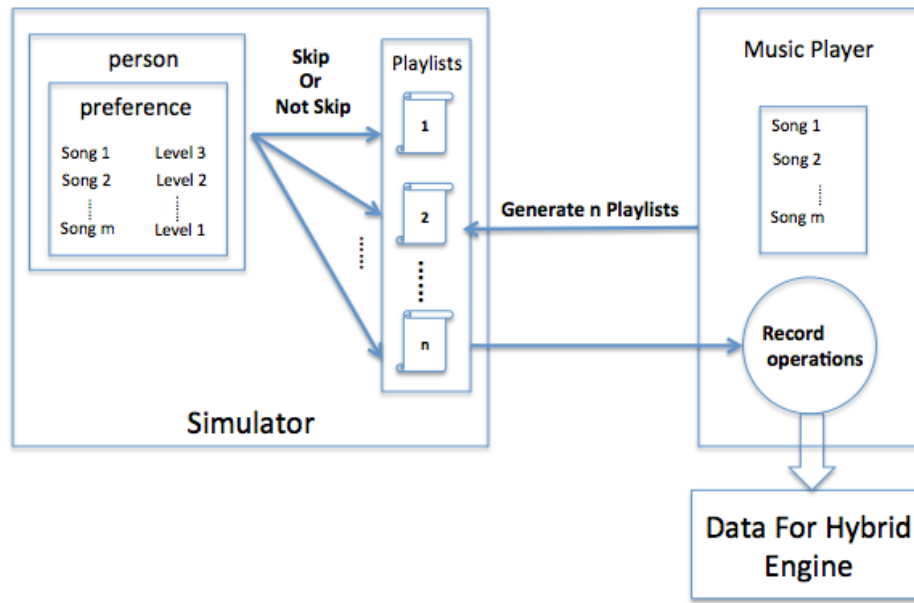 person
preference
Song 1 Level 3
Song 2 Level 2
Song m Level 1
Skip
Or
Not Skip
Playlists
1
2
n
Simulator
Generate n Playlists
Music Player
Song 1
Song 2
Song m
Record
operations
Data For Hybrid
Engine